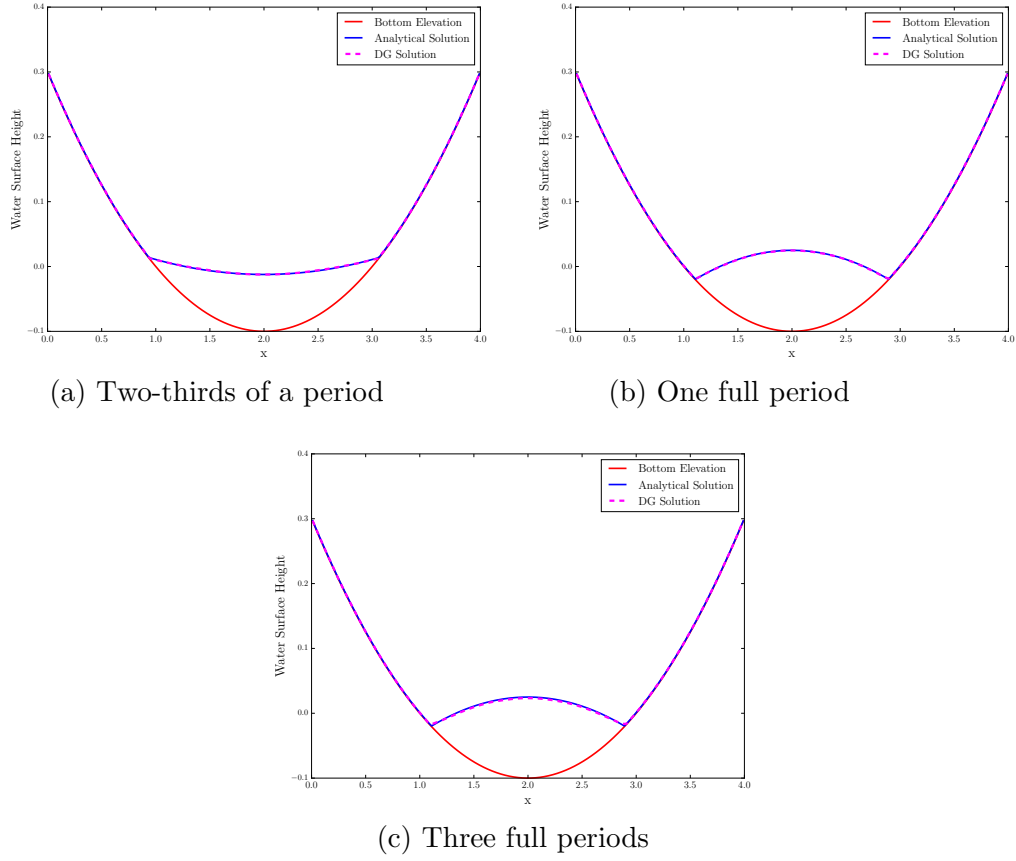 0.4
0.3
0.2
0.1
0.0
−0.1
Water Surface Height
0.0 0.5 1.0 1.5 2.0 2.5 3.0 3.5 4.0
x
Bottom Elevation
Analytical Solution
DG Solution
(a) Two-thirds of a period
0.4
0.3
0.2
0.1
0.0
−0.1
Water Surface Height
0.0 0.5 1.0 1.5 2.0 2.5 3.0 3.5 4.0
x
Bottom Elevation
Analytical Solution
DG Solution
(b) One full period
0.4
0.3
0.2
0.1
0.0
−0.1
Water Surface Height
0.0 0.5 1.0 1.5 2.0 2.5 3.0 3.5 4.0
x
Bottom Elevation
Analytical Solution
DG Solution
(c) Three full periods